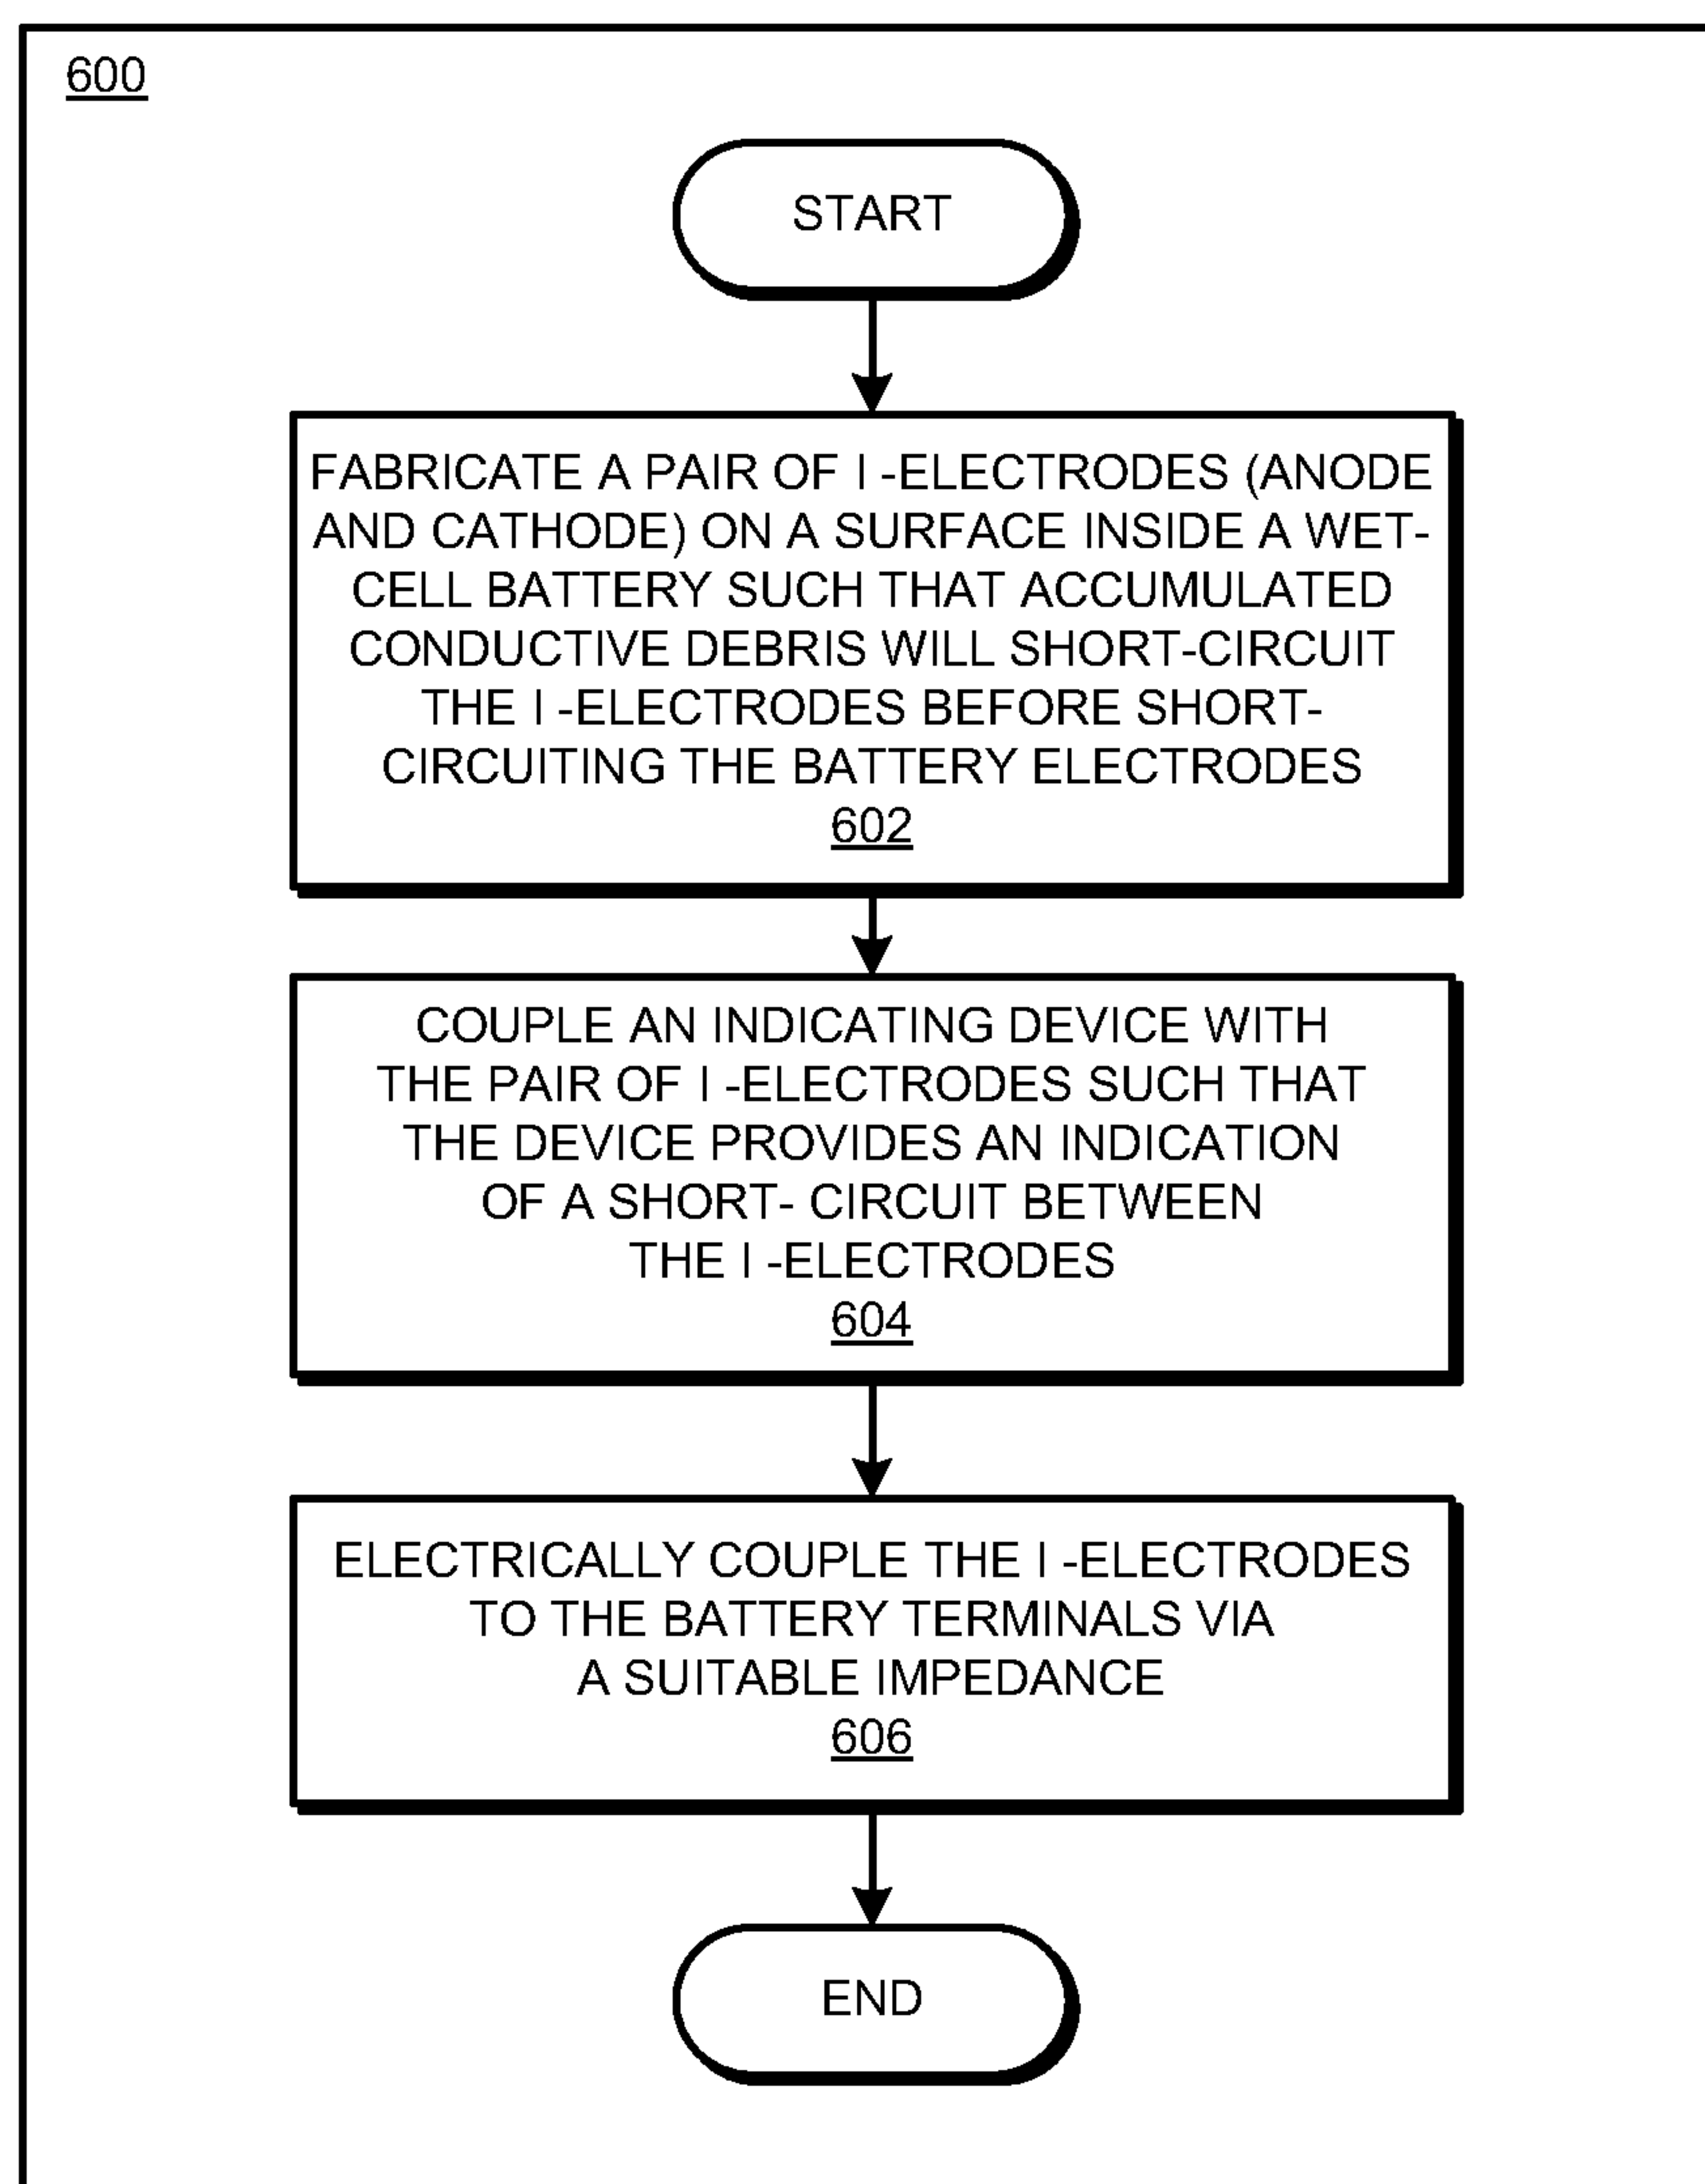 600
START
FABRICATE A PAIR OF I -ELECTRODES (ANODE
AND CATHODE) ON A SURFACE INSIDE A WET-
CELL BATTERY SUCH THAT ACCUMULATED
CONDUCTIVE DEBRIS WILL SHORT-CIRCUIT
THE I -ELECTRODES BEFORE SHORT-
CIRCUITING THE BATTERY ELECTRODES
602
COUPLE AN INDICATING DEVICE WITH
THE PAIR OF I -ELECTRODES SUCH THAT
THE DEVICE PROVIDES AN INDICATION
OF A SHORT- CIRCUIT BETWEEN
THE I -ELECTRODES
604
ELECTRICALLY COUPLE THE I -ELECTRODES
TO THE BATTERY TERMINALS VIA
A SUITABLE IMPEDANCE
606
END